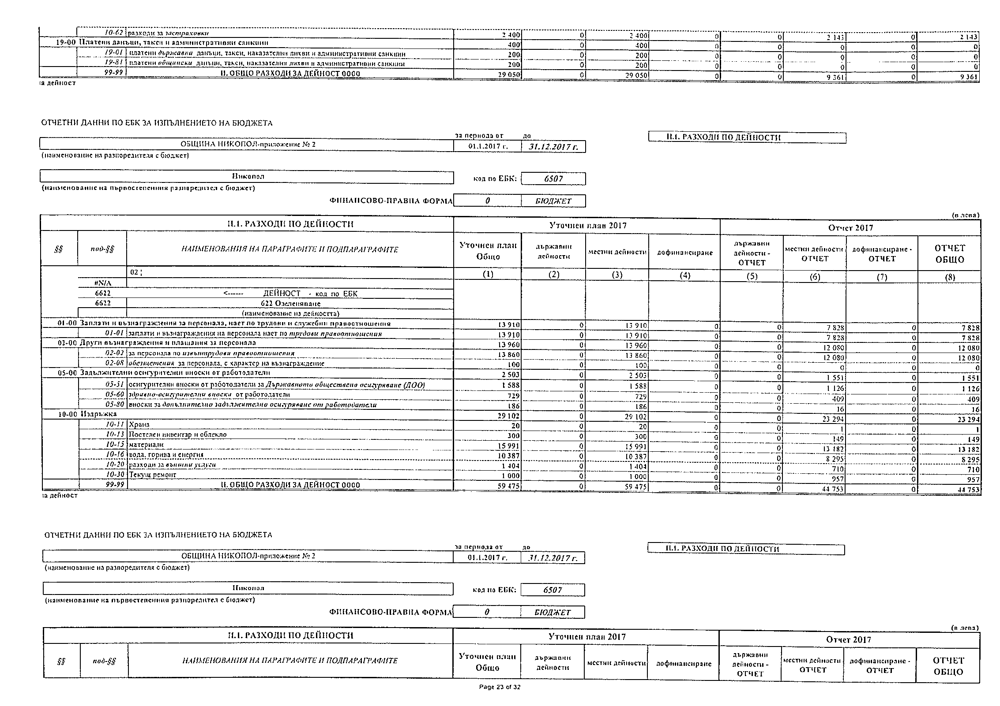 10-62 разходи за застраховки 2 400 0 2 400 0 0 2 143 0 2 143
19-00 Платени данъци, такси и административни санкции 400 0 400 0 0 0 0 0
19-01 платени държавни данъци, такси, наказателни лихви и административни санкции 200 0 200 0 0 0 0 0
19-81 платени общински данъци, такси, наказателни лихви и административни санкции 200 0 200 0 0 0 0 0
99-99 II. ОБЩО РАЗХОДИ ЗА ДЕЙНОСТ 0000 29 050 0 29 050 0 0 9 361 0 9 361
за дейност
ОТЧЕТНИ ДАННИ ПО ЕБК ЗА ИЗПЪЛНЕНИЕТО НА БЮДЖЕТА
за периода от до II.1. РАЗХОДИ ПО ДЕЙНОСТИ
ОБЩИНА НИКОПОЛ-приложение № 2 01.1.2017 г. 31.12.2017 г.
(наименование на разпоредителя с бюджет)
Никопол код по ЕБК: 6507
(наименование на първостепенния разпоредител с бюджет)
ФИНАНСОВО-ПРАВНА ФОРМА 0 БЮДЖЕТ
(в лева)
II.1. РАЗХОДИ ПО ДЕЙНОСТИ Уточнен план 2017 Отчет 2017
§§ под-§§ НАИМЕНОВАНИЯ НА ПАРАГРАФИТЕ И ПОДПАРАГРАФИТЕ Уточнен план Общо държавни дейности местни дейности дофинансиране държавни дейности - ОТЧЕТ местни дейности ОТЧЕТ дофинансиране - ОТЧЕТ ОТЧЕТ ОБЩО
02 ¦ (1) (2) (3) (4) (5) (6) (7) (8)
#N/A
6622 <------ ДЕЙНОСТ - код по ЕБК
6622 622 Озеленяване
(наименование на дейността)
01-00 Заплати и възнаграждения за персонала, нает по трудови и служебни правоотношения 13 910 0 13 910 0 0 7 828 0 7 828
01-01 заплати и възнаграждения на персонала нает по трудови правоотношения 13 910 0 13 910 0 0 7 828 0 7 828
02-00 Други възнаграждения и плащания за персонала 13 960 0 13 960 0 0 12 080 0 12 080
02-02 за персонала по извънтрудови правоотношения 13 860 0 13 860 0 0 12 080 0 12 080
02-08 обезщетения за персонала, с характер на възнаграждение 100 0 100 0 0 0 0 0
05-00 Задължителни осигурителни вноски от работодатели 2 503 0 2 503 0 0 1 551 0 1 551
05-51 осигурителни вноски от работодатели за Държавното обществено осигуряване (ДОО) 1 588 0 1 588 0 0 1 126 0 1 126
05-60 здравно-осигурителни вноски от работодатели 729 0 729 0 0 409 0 409
05-80 вноски за допълнително задължително осигуряване от работодатели 186 0 186 0 0 16 0 16
10-00 Издръжка 29 102 0 29 102 0 0 23 294 0 23 294
10-11 Храна 20 0 20 0 0 1 0 1
10-13 Постелен инвентар и облекло 300 0 300 0 0 149 0 149
10-15 материали 15 991 0 15 991 0 0 13 182 0 13 182
10-16 вода, горива и енергия 10 387 0 10 387 0 0 8 295 0 8 295
10-20 разходи за външни услуги 1 404 0 1 404 0 0 710 0 710
10-30 Текущ ремонт 1 000 0 1 000 0 0 957 0 957
99-99 II. ОБЩО РАЗХОДИ ЗА ДЕЙНОСТ 0000 59 475 0 59 475 0 0 44 753 0 44 753
за дейност
ОТЧЕТНИ ДАННИ ПО ЕБК ЗА ИЗПЪЛНЕНИЕТО НА БЮДЖЕТА
за периода от до II.1. РАЗХОДИ ПО ДЕЙНОСТИ
ОБЩИНА НИКОПОЛ-приложение № 2 01.1.2017 г. 31.12.2017 г.
(наименование на разпоредителя с бюджет)
Никопол код по ЕБК: 6507
(наименование на първостепенния разпоредител с бюджет)
ФИНАНСОВО-ПРАВНА ФОРМА 0 БЮДЖЕТ
(в лева)
II.1. РАЗХОДИ ПО ДЕЙНОСТИ Уточнен план 2017 Отчет 2017
§§ под-§§ НАИМЕНОВАНИЯ НА ПАРАГРАФИТЕ И ПОДПАРАГРАФИТЕ Уточнен план Общо държавни дейности местни дейности дофинансиране държавни дейности - ОТЧЕТ местни дейности ОТЧЕТ дофинансиране - ОТЧЕТ ОТЧЕТ ОБЩО
Page 23 of 32